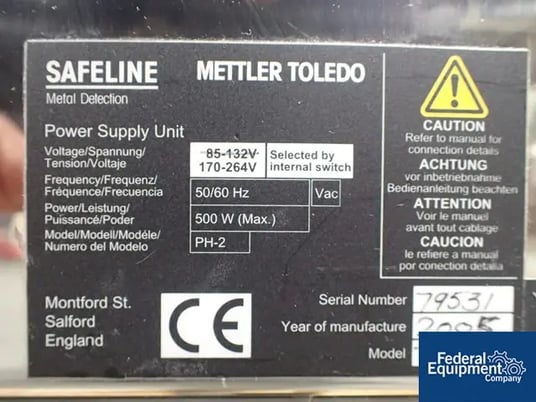 SAFELINE METTLER TOLEDO
Metal Detection
Power Supply Unit
Voltage/Spannung/
Tension/Voltaje
85-132V
170-264V
Selected by
internal switch
Frequency/Frequenz/
Fréquence/Frecuencia
50/60 Hz
Vac
Power/Leistung/
Puissance/Poder
500 W (Max.)
Model/Modell/Modéle/
Numero del Modelo
PH-2
CAUTION
Refer to manual for
connection details
ACHTUNG
vor inbetriebnahme
Bedienanleitung beachten
ATTENTION
Voir le manuel
avant tout cablage
CAUCION
le refiere a manual
por conection details
Montford St.
Salford
England
CE
Serial Number 79531
Year of manufacture 2005
Model
Federal
Equipment
Company